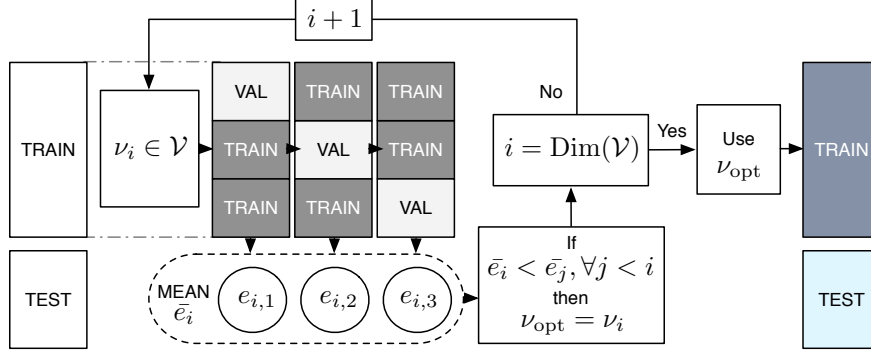 i + 1
TRAIN
ν_i ∈ 𝒱
VAL
TRAIN
TRAIN
TRAIN
VAL
TRAIN
TRAIN
TRAIN
VAL
No
i = Dim(𝒱)
Yes
Use
ν_opt
TRAIN
TEST
MEAN
ē_i
e_{i,1}
e_{i,2}
e_{i,3}
If
ē_i < ē_j, ∀j < i
then
ν_opt = ν_i
TEST